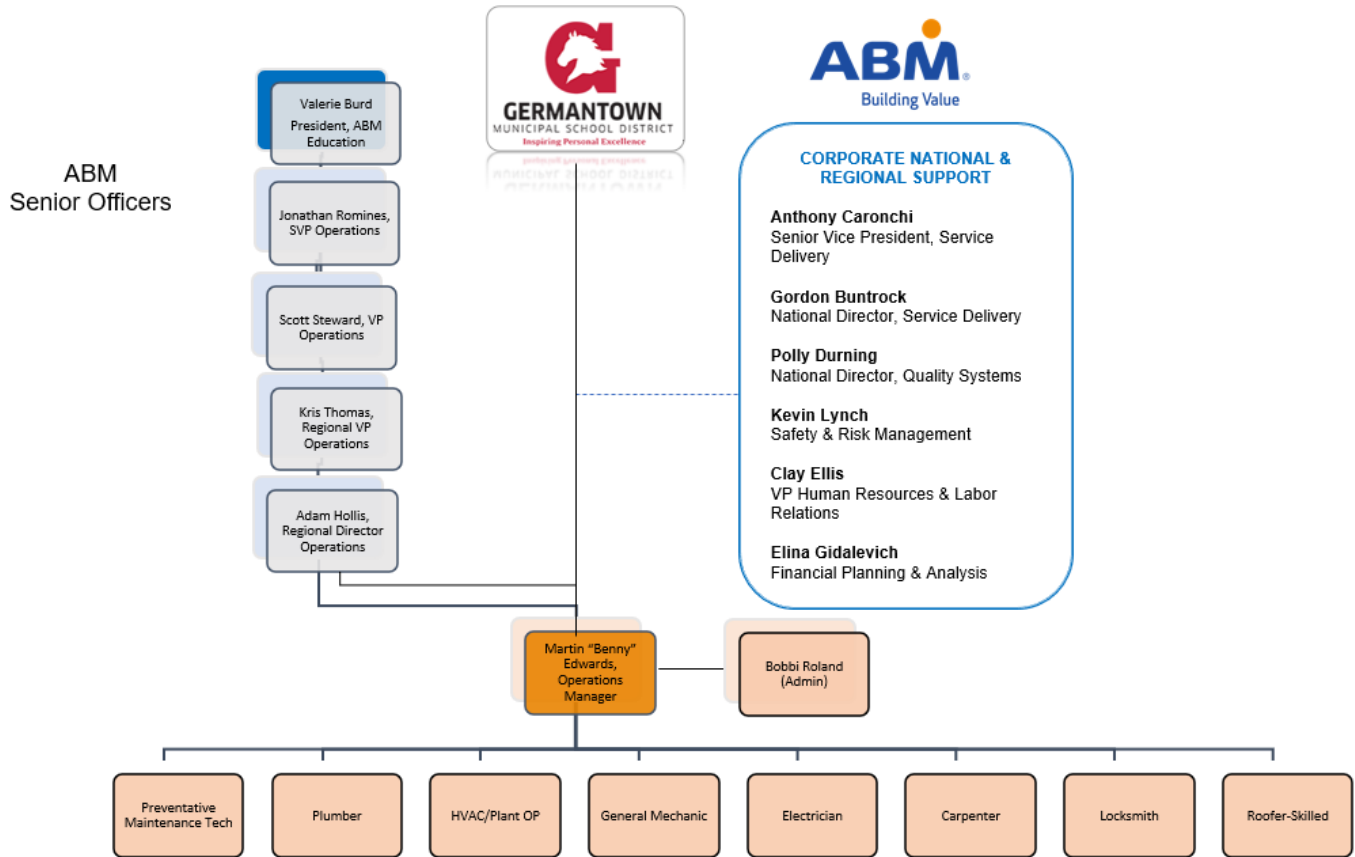 ABM
Senior Officers
Valerie Burd
President, ABM
Education
Jonathan Romines,
SVP Operations
Scott Steward, VP
Operations
Kris Thomas,
Regional VP
Operations
Adam Hollis,
Regional Director
Operations
G
GERMANTOWN
MUNICIPAL SCHOOL DISTRICT
Inspiring Personal Excellence
ABM®
Building Value
CORPORATE NATIONAL &
REGIONAL SUPPORT
Anthony Caronchi
Senior Vice President, Service
Delivery
Gordon Buntrock
National Director, Service Delivery
Polly Durning
National Director, Quality Systems
Kevin Lynch
Safety & Risk Management
Clay Ellis
VP Human Resources & Labor
Relations
Elina Gidalevich
Financial Planning & Analysis
Martin “Benny”
Edwards,
Operations
Manager
Bobbi Roland
(Admin)
Preventative
Maintenance Tech
Plumber
HVAC/Plant OP
General Mechanic
Electrician
Carpenter
Locksmith
Roofer-Skilled